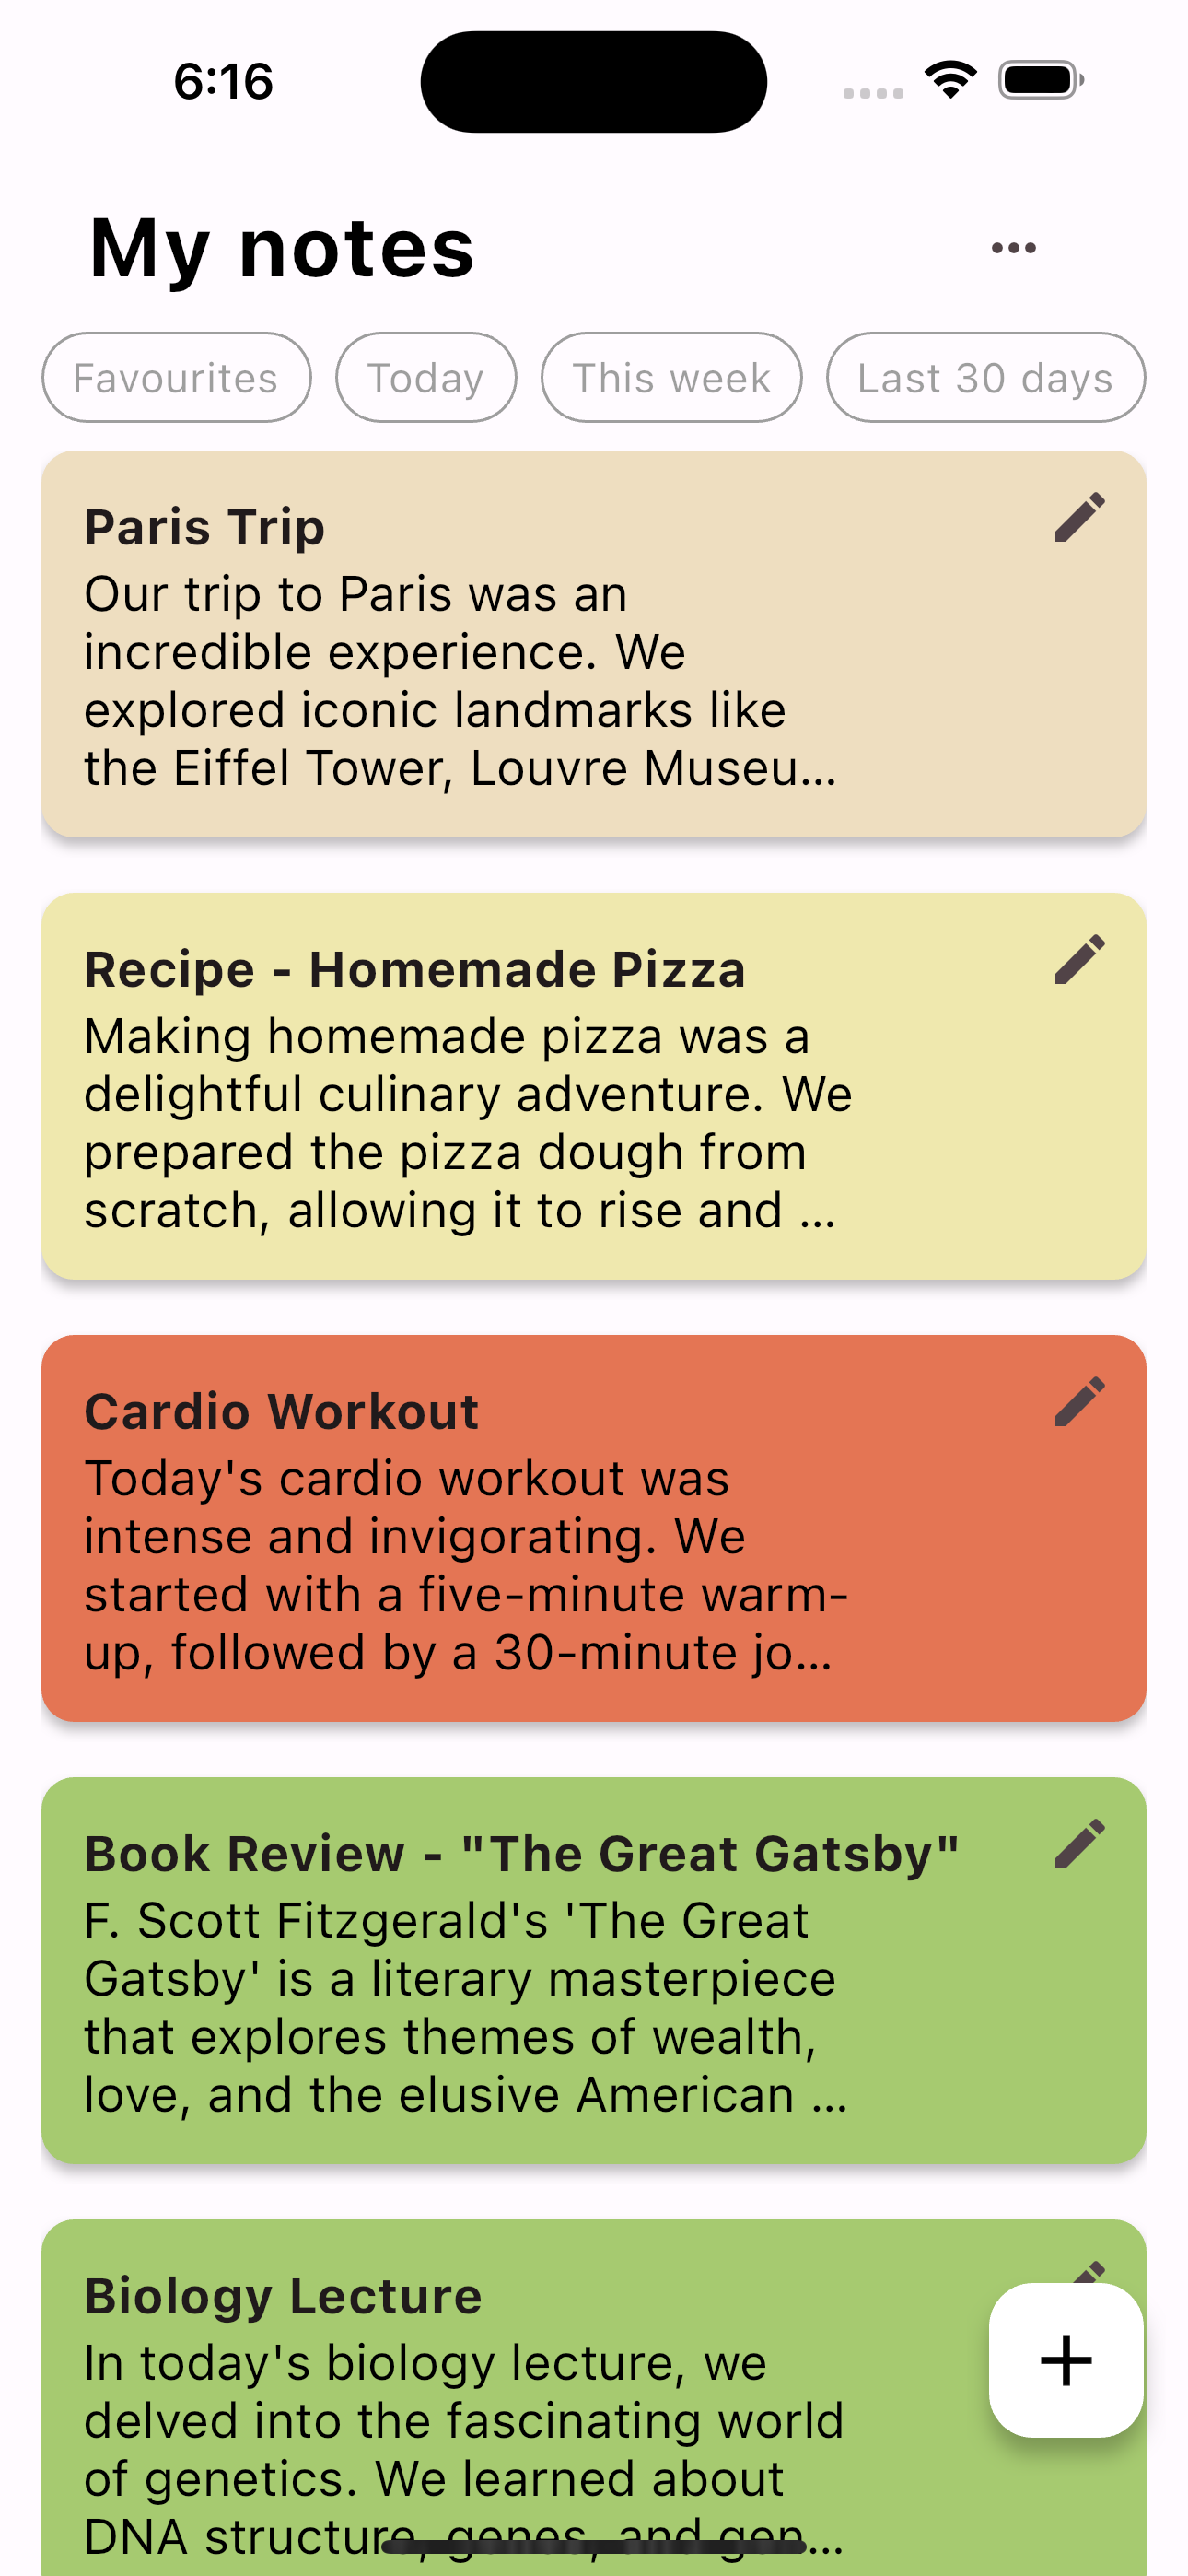 6:16
My notes
Favourites
Today
This week
Last 30 days
Paris Trip
Our trip to Paris was an
incredible experience. We
explored iconic landmarks like
the Eiffel Tower, Louvre Museu...
Recipe - Homemade Pizza
Making homemade pizza was a
delightful culinary adventure. We
prepared the pizza dough from
scratch, allowing it to rise and ...
Cardio Workout
Today's cardio workout was
intense and invigorating. We
started with a five-minute warm-
up, followed by a 30-minute jo...
Book Review - "The Great Gatsby"
F. Scott Fitzgerald's 'The Great
Gatsby' is a literary masterpiece
that explores themes of wealth,
love, and the elusive American ...
Biology Lecture
In today's biology lecture, we
delved into the fascinating world
of genetics. We learned about
DNA structure, genes, and gen...